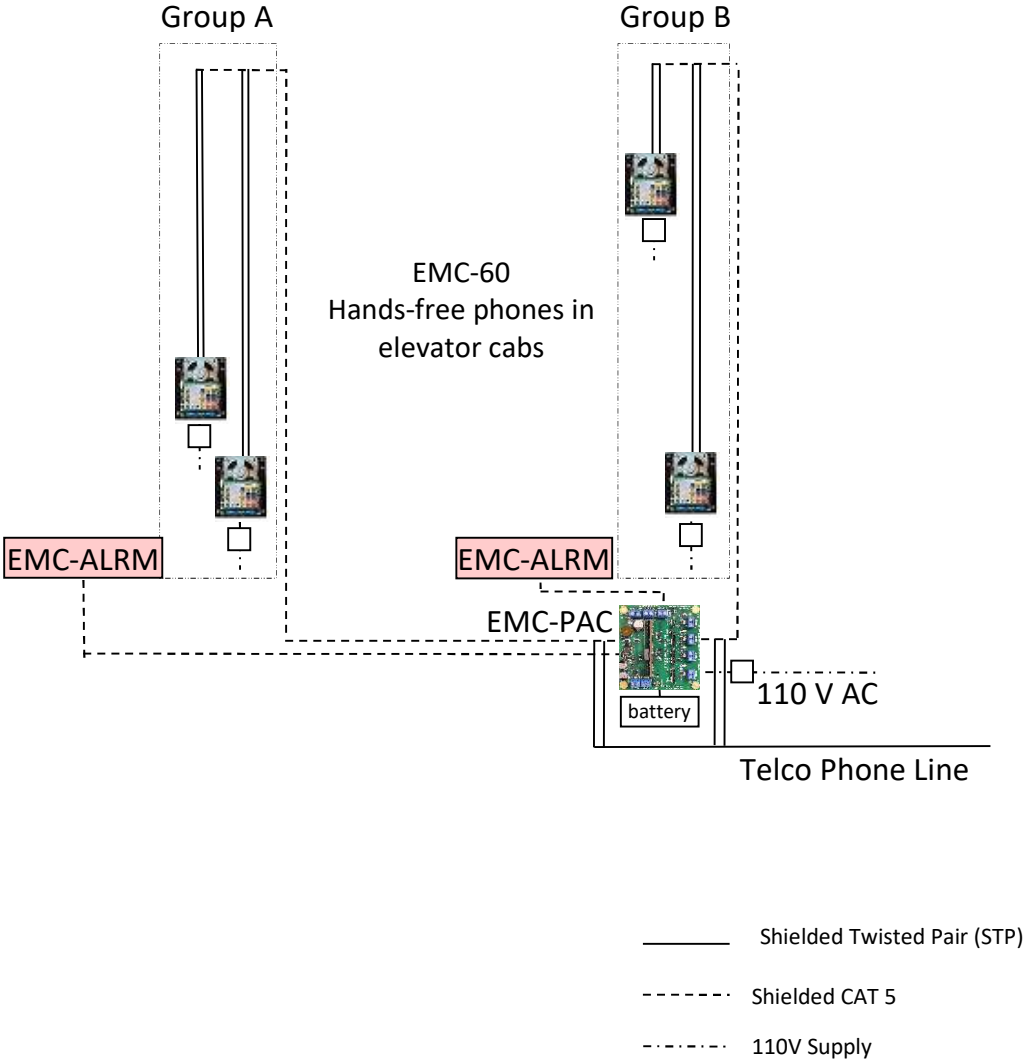 Group A
Group B
EMC-60
Hands-free phones in
elevator cabs
EMC-ALRM
EMC-ALRM
EMC-PAC
battery
110 V AC
Telco Phone Line
Shielded Twisted Pair (STP)
Shielded CAT 5
110V Supply